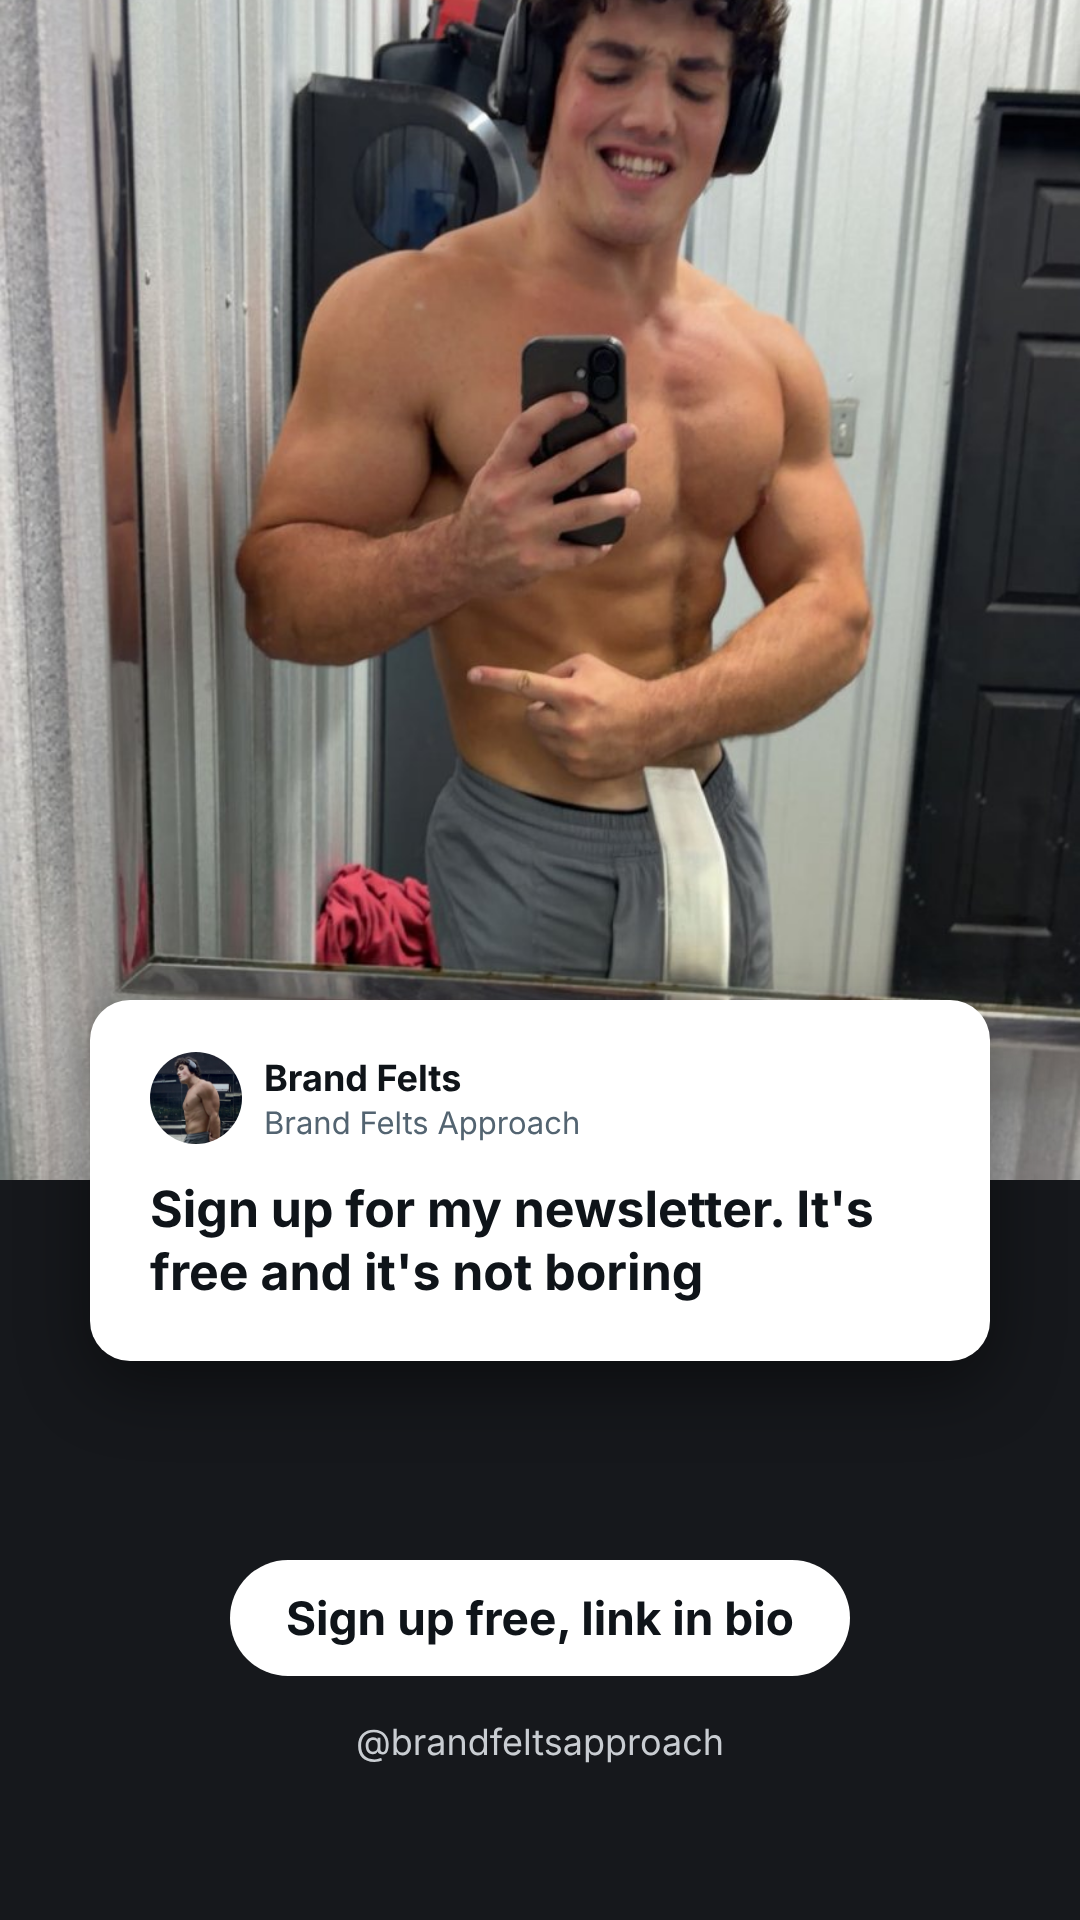 Brand Felts
Brand Felts Approach
Sign up for my newsletter. It's
free and it's not boring
Sign up free, link in bio
@brandfeltsapproach